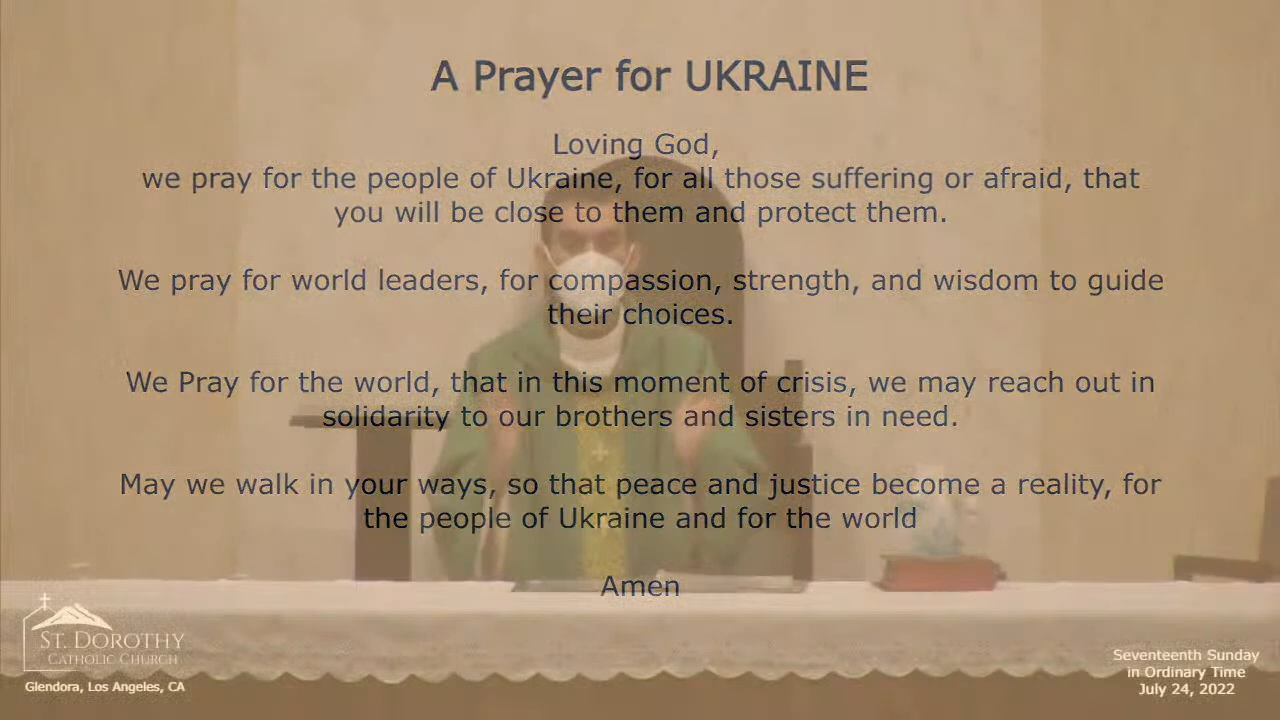 A Prayer for UKRAINE
Loving God,
we pray for the people of Ukraine, for all those suffering or afraid, that
you will be close to them and protect them.
We pray for world leaders, for compassion, strength, and wisdom to guide
their choices.
We Pray for the world, that in this moment of crisis, we may reach out in
solidarity to our brothers and sisters in need.
May we walk in your ways, so that peace and justice become a reality, for
the people of Ukraine and for the world
Amen
ST. DOROTHY
CATHOLIC CHURCH
Glendora, Los Angeles, CA
Seventeenth Sunday
in Ordinary Time
July 24, 2022